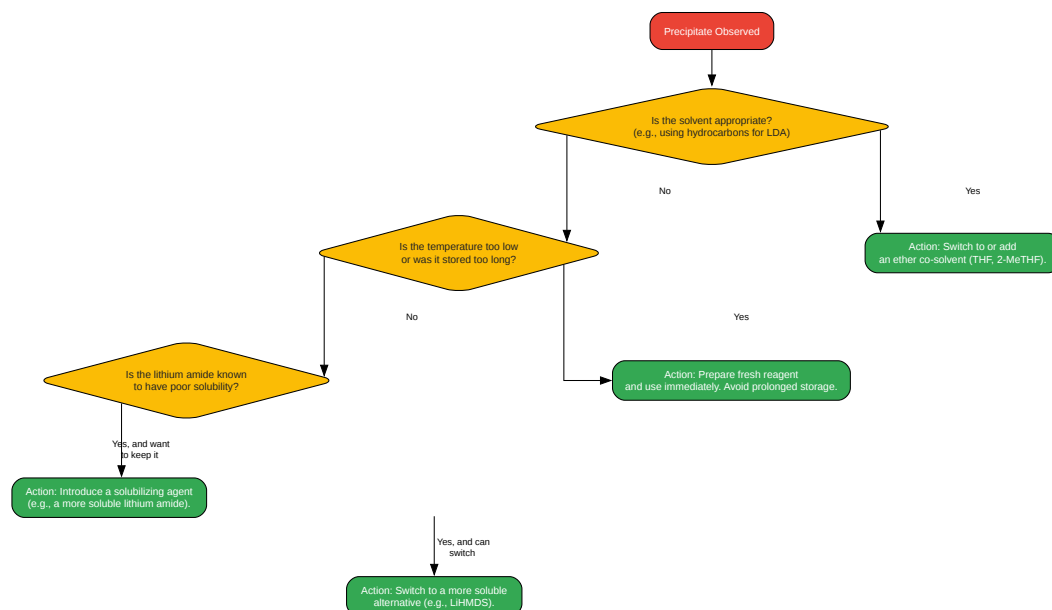 Precipitate Observed
Is the solvent appropriate?
(e.g., using hydrocarbons for LDA)
No
Yes
Is the temperature too low
or was it stored too long?
Action: Switch to or add
an ether co-solvent (THF, 2-MeTHF).
No
Yes
Is the lithium amide known
to have poor solubility?
Action: Prepare fresh reagent
and use immediately. Avoid prolonged storage.
Yes, and want
to keep it
Action: Introduce a solubilizing agent
(e.g., a more soluble lithium amide).
Yes, and can
switch
Action: Switch to a more soluble
alternative (e.g., LiHMDS).